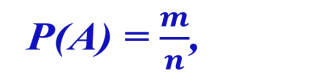 P(A) = m/n,